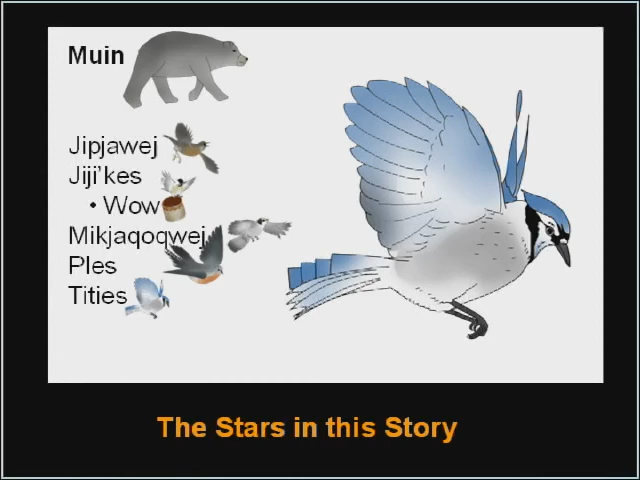 Muin
Jipjawej
Jiji'kes
• Wow
Mikjaqoqwej
Ples
Tities
The Stars in this Story